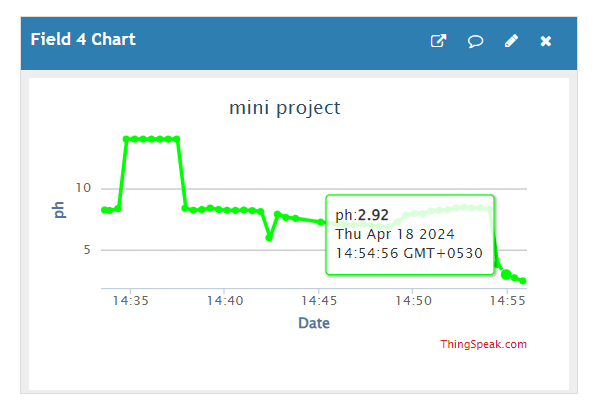 Field 4 Chart
mini project
ph
10
5
ph:2.92
Thu Apr 18 2024
14:54:56 GMT+0530
14:35 14:40 14:45 14:50 14:55
Date
ThingSpeak.com